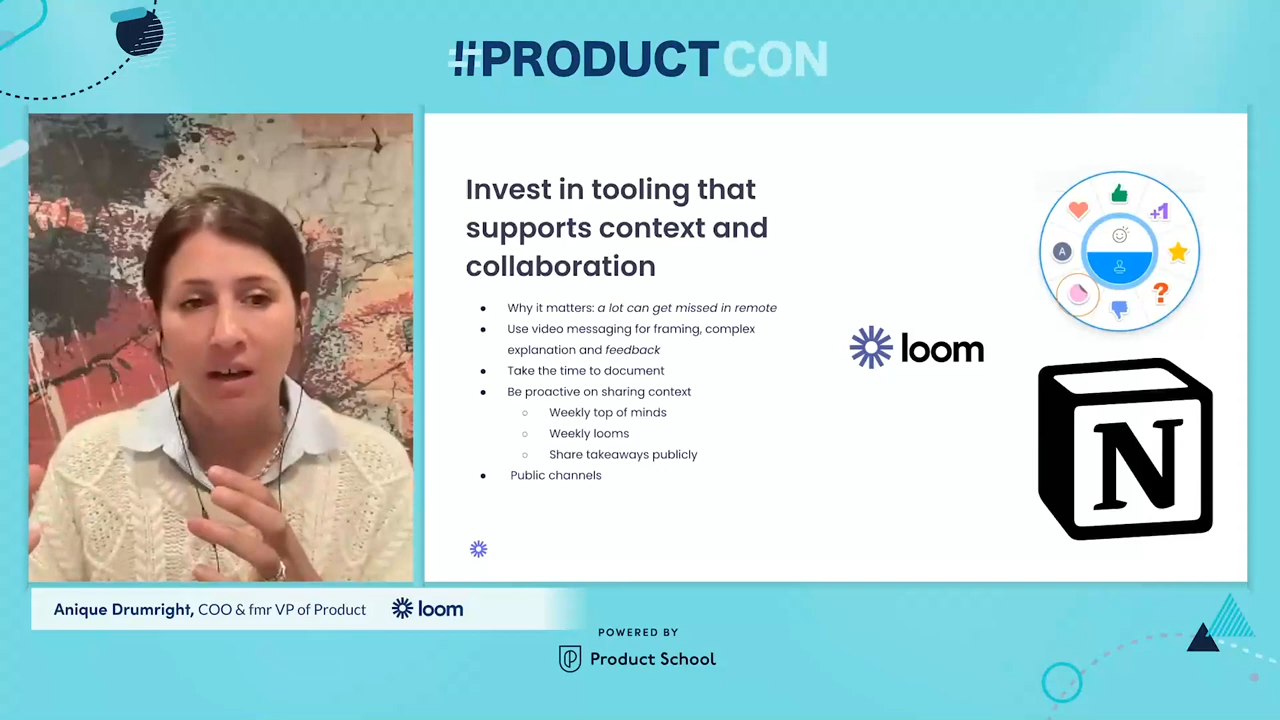 #PRODUCTCON
Invest in tooling that
supports context and
collaboration
● Why it matters: a lot can get missed in remote
● Use video messaging for framing, complex
explanation and feedback
● Take the time to document
● Be proactive on sharing context
○ Weekly top of minds
○ Weekly looms
○ Share takeaways publicly
● Public channels
loom
+1
A
?
N
Anique Drumright, COO & fmr VP of Product
loom
POWERED BY
Product School